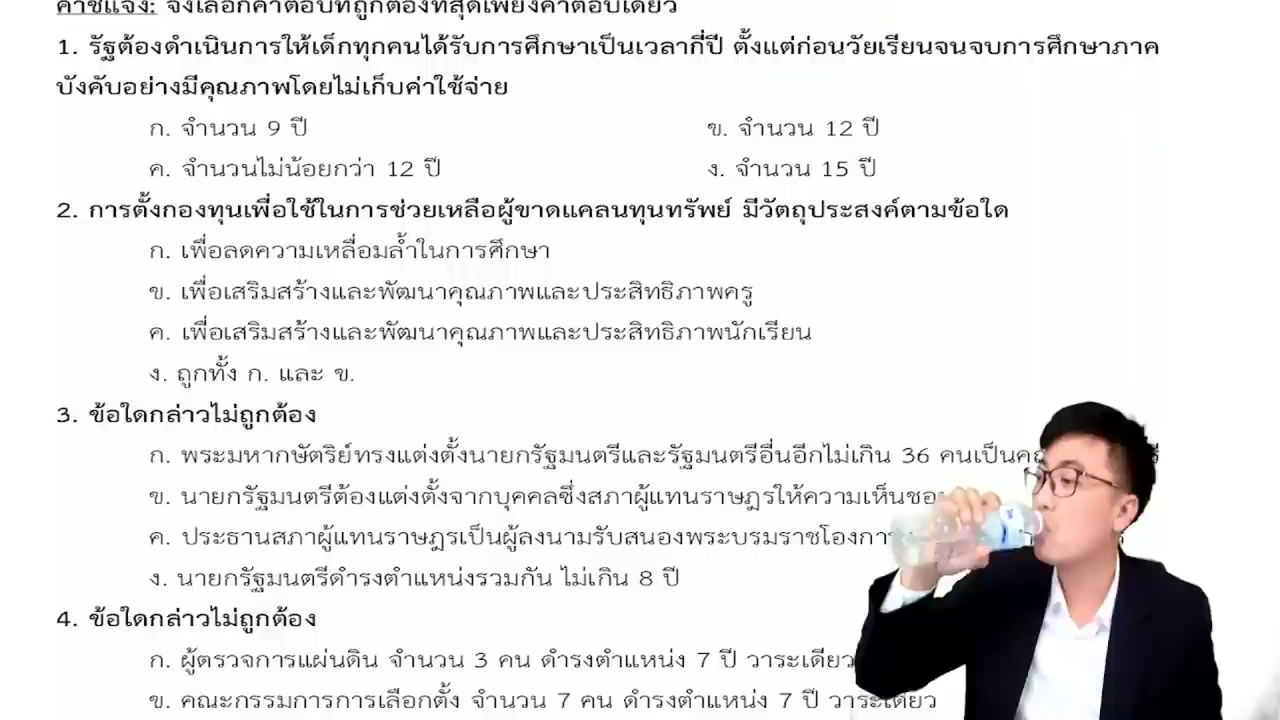 คำชี้แจง: จงเลือกคำตอบที่ถูกต้องที่สุดเพียงคำตอบเดียว
1. รัฐต้องดำเนินการให้เด็กทุกคนได้รับการศึกษาเป็นเวลากี่ปี ตั้งแต่ก่อนวัยเรียนจนจบการศึกษาภาค
บังคับอย่างมีคุณภาพโดยไม่เก็บค่าใช้จ่าย
ก. จำนวน 9 ปี ข. จำนวน 12 ปี
ค. จำนวนไม่น้อยกว่า 12 ปี ง. จำนวน 15 ปี
2. การตั้งกองทุนเพื่อใช้ในการช่วยเหลือผู้ขาดแคลนทุนทรัพย์ มีวัตถุประสงค์ตามข้อใด
ก. เพื่อลดความเหลื่อมล้ำในการศึกษา
ข. เพื่อเสริมสร้างและพัฒนาคุณภาพและประสิทธิภาพครู
ค. เพื่อเสริมสร้างและพัฒนาคุณภาพและประสิทธิภาพนักเรียน
ง. ถูกทั้ง ก. และ ข.
3. ข้อใดกล่าวไม่ถูกต้อง
ก. พระมหากษัตริย์ทรงแต่งตั้งนายกรัฐมนตรีและรัฐมนตรีอื่นอีกไม่เกิน 36 คนเป็น
ข. นายกรัฐมนตรีต้องแต่งตั้งจากบุคคลซึ่งสภาผู้แทนราษฎรให้ความเห็น
ค. ประธานสภาผู้แทนราษฎรเป็นผู้ลงนามรับสนองพระบรมราชโองการ
ง. นายกรัฐมนตรีดำรงตำแหน่งรวมกัน ไม่เกิน 8 ปี
4. ข้อใดกล่าวไม่ถูกต้อง
ก. ผู้ตรวจการแผ่นดิน จำนวน 3 คน ดำรงตำแหน่ง 7 ปี วาระเดียว
ข. คณะกรรมการการเลือกตั้ง จำนวน 7 คน ดำรงตำแหน่ง 7 ปี วาระเดียว